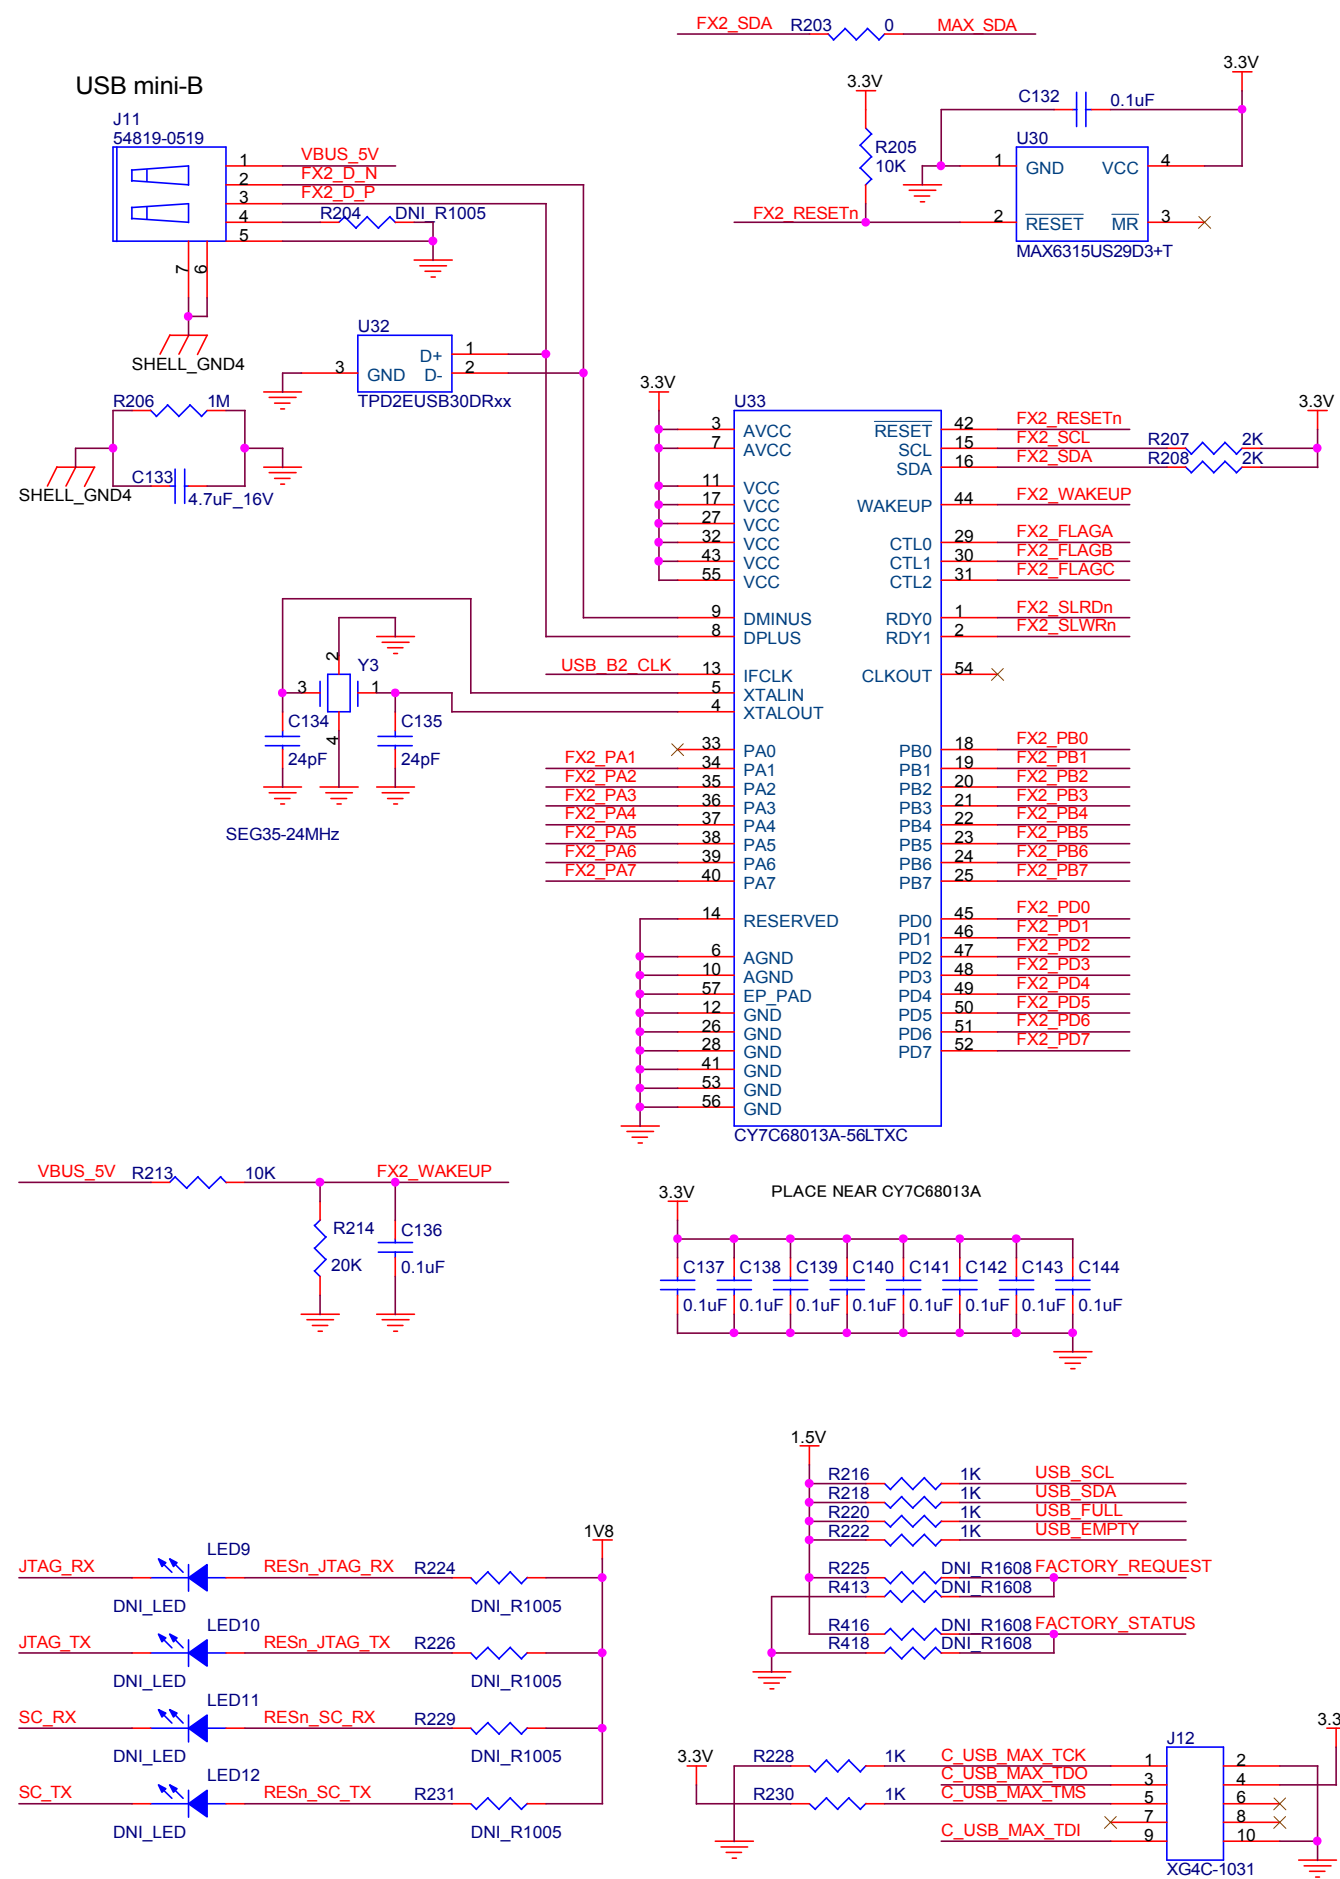 FX2_SDA R203 0 MAX_SDA
USB mini-B
J11
54819-0519
1 VBUS_5V
2 FX2_D_N
3 FX2_D_P
4 R204 DNI_R1005
5
7 6
SHELL_GND4
3.3V
R205
10K
FX2_RESETn
C132 0.1uF
3.3V
U30
1 GND VCC 4
2 RESET MR 3
MAX6315US29D3+T
U32
D+ 1
3 GND D- 2
TPD2EUSB30DRxx
R206 1M
C133
4.7uF_16V
SHELL_GND4
3.3V
U33
3.3V
3 AVCC RESET 42 FX2_RESETn
7 AVCC SCL 15 FX2_SCL R207 2K
SDA 16 FX2_SDA R208 2K
11 VCC
17 VCC WAKEUP 44 FX2_WAKEUP
27 VCC
32 VCC CTL0 29 FX2_FLAGA
43 VCC CTL1 30 FX2_FLAGB
55 VCC CTL2 31 FX2_FLAGC
9 DMINUS RDY0 1 FX2_SLRDn
8 DPLUS RDY1 2 FX2_SLWRn
USB_B2_CLK 13 IFCLK CLKOUT 54
5 XTALIN
4 XTALOUT
2
Y3
3 1
C134 4 C135
24pF 24pF
SEG35-24MHz
33 PA0 PB0 18 FX2_PB0
FX2_PA1 34 PA1 PB1 19 FX2_PB1
FX2_PA2 35 PA2 PB2 20 FX2_PB2
FX2_PA3 36 PA3 PB3 21 FX2_PB3
FX2_PA4 37 PA4 PB4 22 FX2_PB4
FX2_PA5 38 PA5 PB5 23 FX2_PB5
FX2_PA6 39 PA6 PB6 24 FX2_PB6
FX2_PA7 40 PA7 PB7 25 FX2_PB7
14 RESERVED PD0 45 FX2_PD0
PD1 46 FX2_PD1
6 AGND PD2 47 FX2_PD2
10 AGND PD3 48 FX2_PD3
57 EP_PAD PD4 49 FX2_PD4
12 GND PD5 50 FX2_PD5
26 GND PD6 51 FX2_PD6
28 GND PD7 52 FX2_PD7
41 GND
53 GND
56 GND
CY7C68013A-56LTXC
VBUS_5V R213 10K FX2_WAKEUP
R214 C136
20K 0.1uF
3.3V PLACE NEAR CY7C68013A
C137 C138 C139 C140 C141 C142 C143 C144
0.1uF 0.1uF 0.1uF 0.1uF 0.1uF 0.1uF 0.1uF 0.1uF
1V8
LED9
JTAG_RX RESn_JTAG_RX R224
DNI_LED DNI_R1005
LED10
JTAG_TX RESn_JTAG_TX R226
DNI_LED DNI_R1005
LED11
SC_RX RESn_SC_RX R229
DNI_LED DNI_R1005
LED12
SC_TX RESn_SC_TX R231
DNI_LED DNI_R1005
1.5V
R216 1K USB_SCL
R218 1K USB_SDA
R220 1K USB_FULL
R222 1K USB_EMPTY
R225 DNI_R1608 FACTORY_REQUEST
R413 DNI_R1608
R416 DNI_R1608 FACTORY_STATUS
R418 DNI_R1608
3.3
J12
3.3V R228 1K C_USB_MAX_TCK 1 2
C_USB_MAX_TDO 3 4
R230 1K C_USB_MAX_TMS 5 6
7 8
C_USB_MAX_TDI 9 10
XG4C-1031